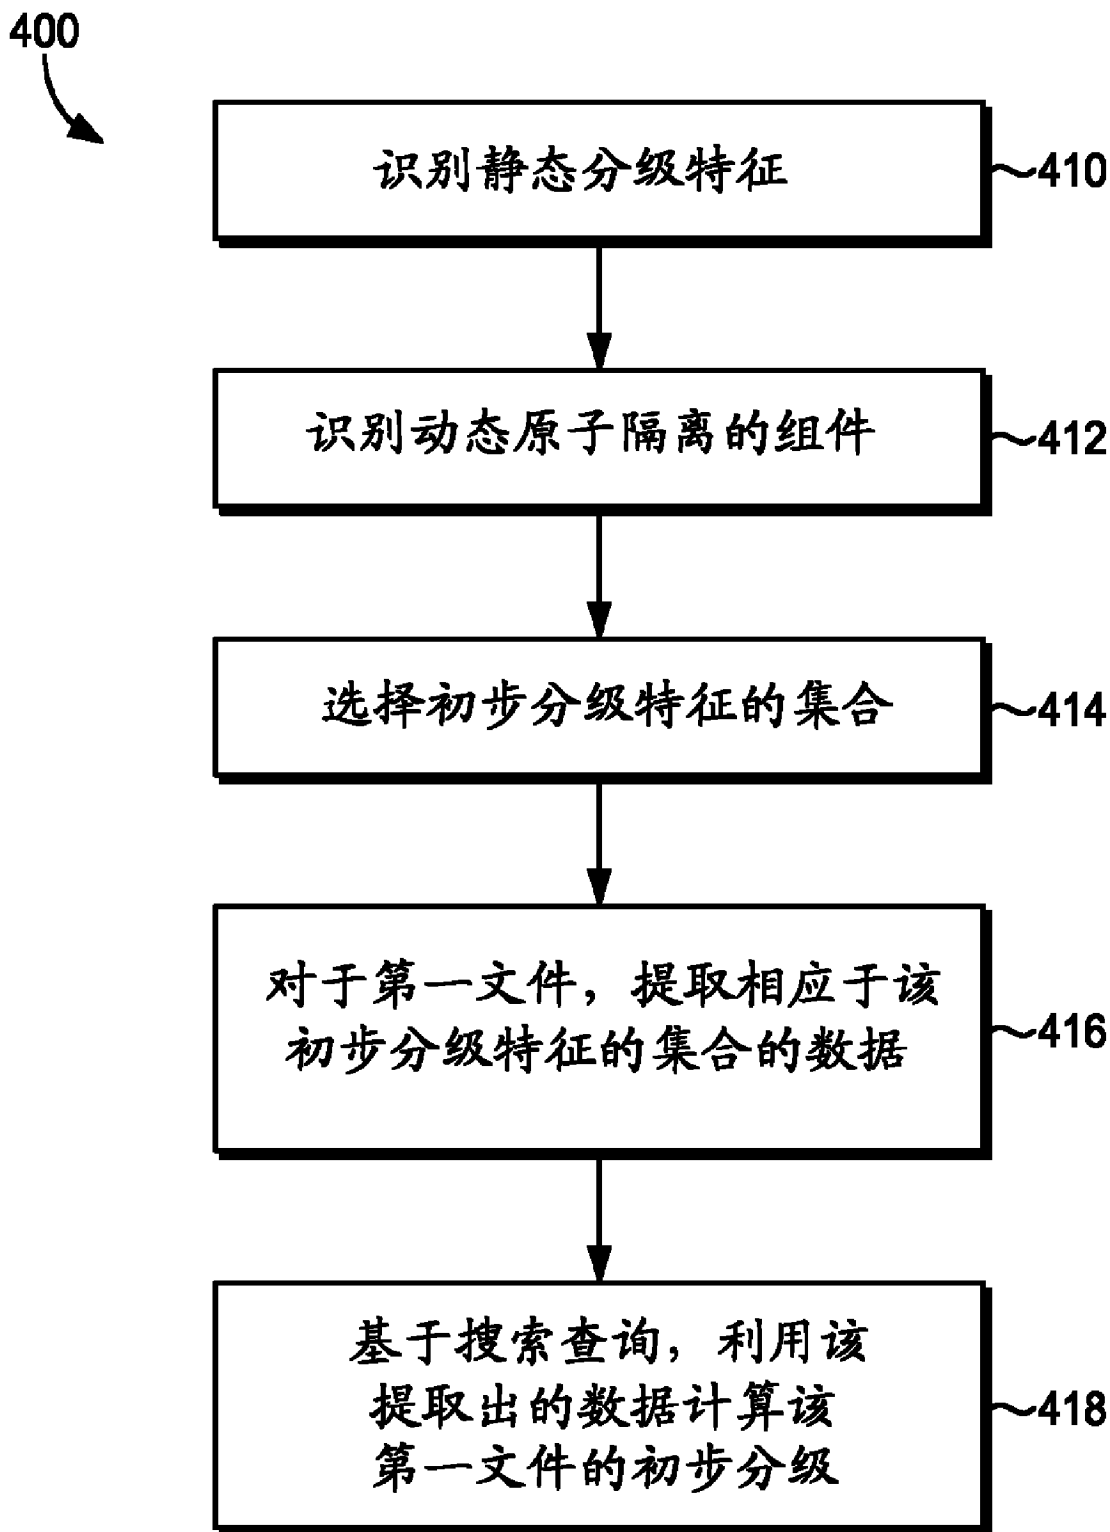 400
识别静态分级特征
410
识别动态原子隔离的组件
412
选择初步分级特征的集合
414
对于第一文件，提取相应于该
初步分级特征的集合的数据
416
基于搜索查询，利用该
提取出的数据计算该
第一文件的初步分级
418